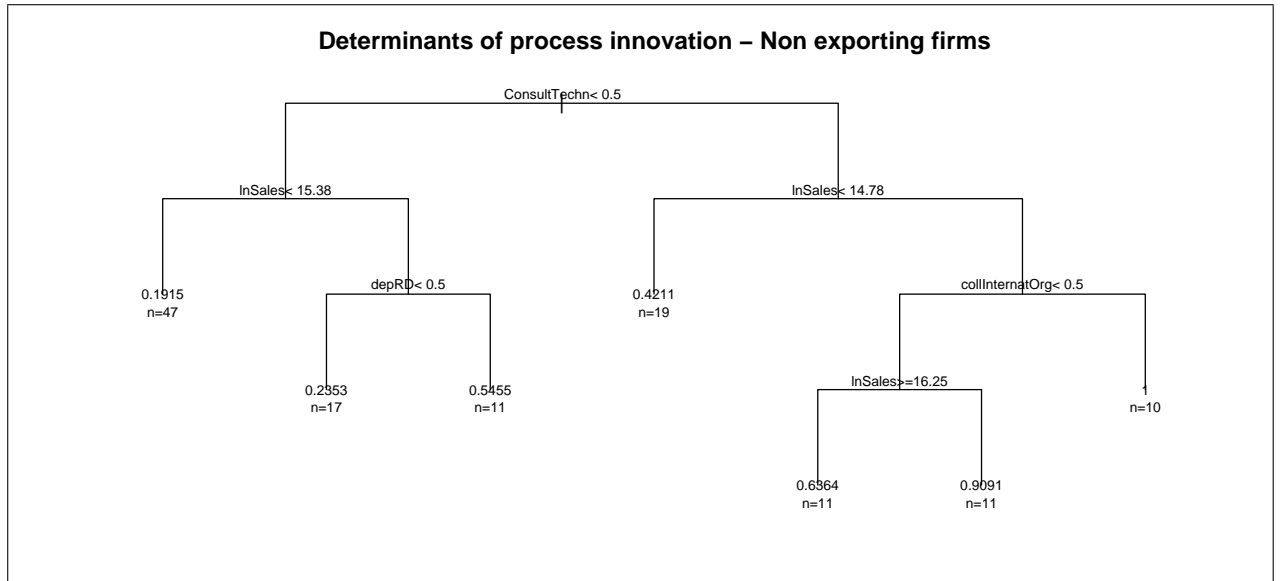 Determinants of process innovation – Non exporting firms
ConsultTechn< 0.5
lnSales< 15.38
lnSales< 14.78
0.1915
n=47
depRD< 0.5
0.4211
n=19
collInternatOrg< 0.5
0.2353
n=17
0.5455
n=11
lnSales>=16.25
1
n=10
0.6364
n=11
0.9091
n=11